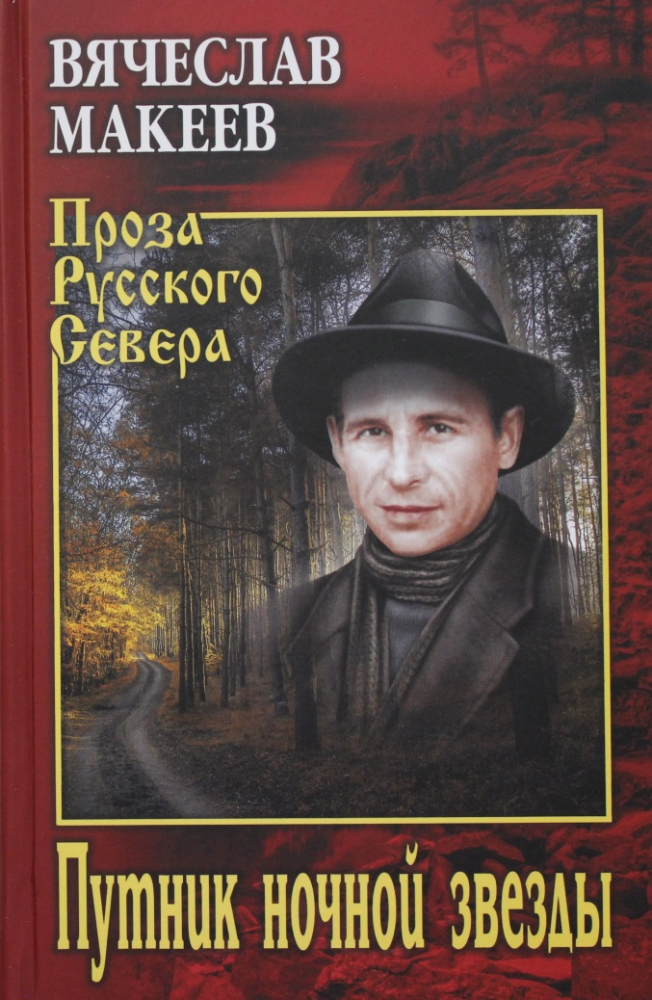 ВЯЧЕСЛАВ
МАКЕЕВ
Проза
Русского
Севера
Путник ночной звезды